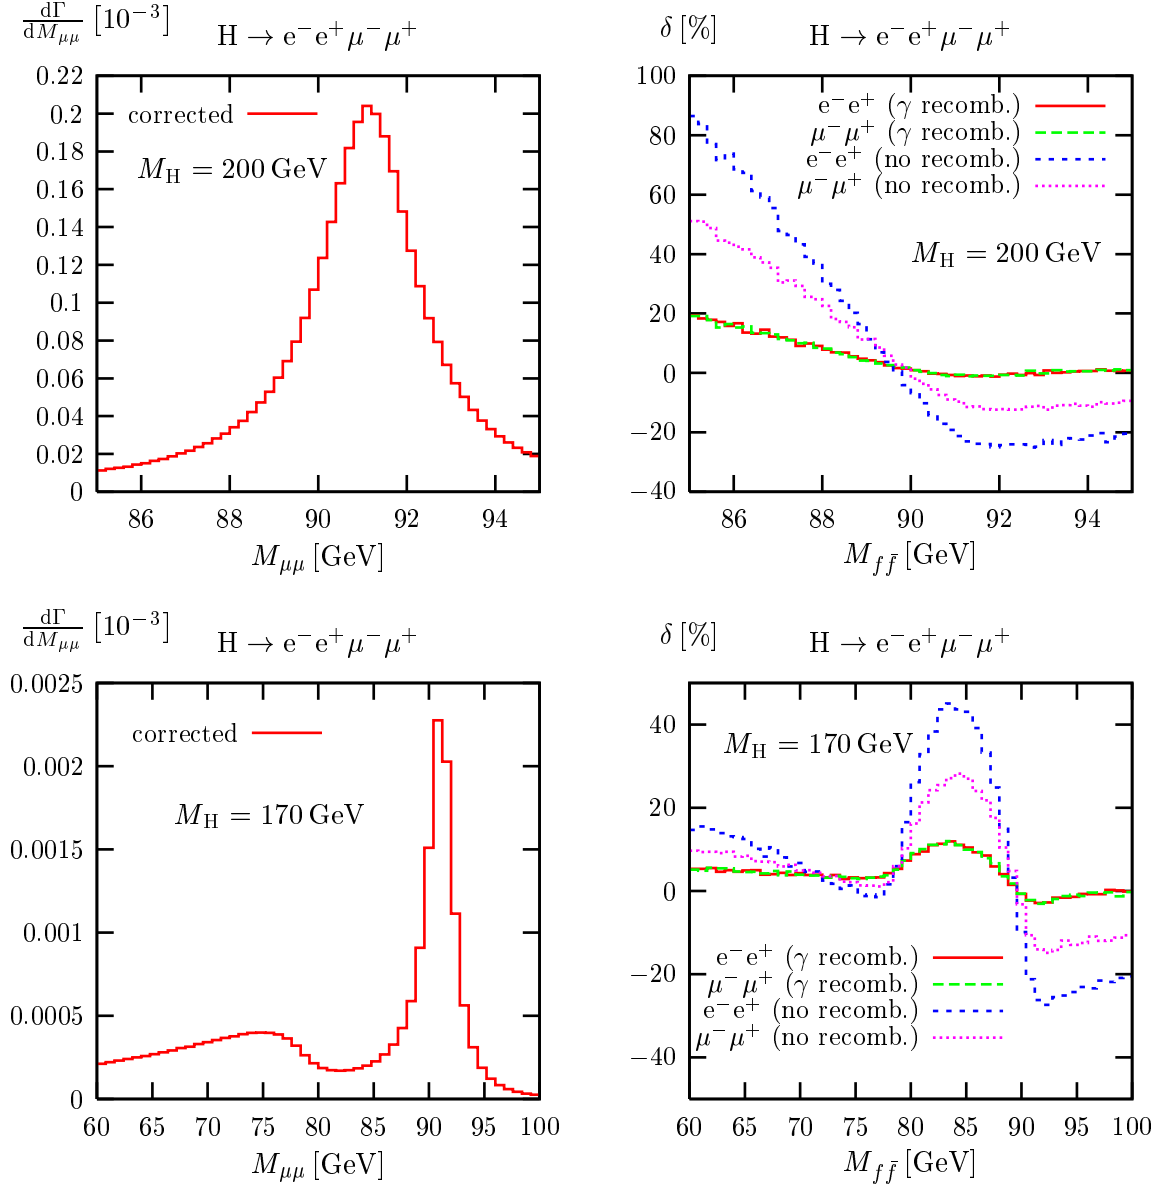 dΓ/dM_μμ [10⁻³]
H → e⁻e⁺μ⁻μ⁺
0.22
0.2
0.18
0.16
0.14
0.12
0.1
0.08
0.06
0.04
0.02
0
corrected
M_H = 200 GeV
86 88 90 92 94
M_μμ [GeV]
δ [%]
H → e⁻e⁺μ⁻μ⁺
100
80
60
40
20
0
−20
−40
e⁻e⁺ (γ recomb.)
μ⁻μ⁺ (γ recomb.)
e⁻e⁺ (no recomb.)
μ⁻μ⁺ (no recomb.)
M_H = 200 GeV
86 88 90 92 94
M_ff̄ [GeV]
dΓ/dM_μμ [10⁻³]
H → e⁻e⁺μ⁻μ⁺
0.0025
0.002
0.0015
0.001
0.0005
0
corrected
M_H = 170 GeV
60 65 70 75 80 85 90 95 100
M_μμ [GeV]
δ [%]
H → e⁻e⁺μ⁻μ⁺
40
20
0
−20
−40
M_H = 170 GeV
e⁻e⁺ (γ recomb.)
μ⁻μ⁺ (γ recomb.)
e⁻e⁺ (no recomb.)
μ⁻μ⁺ (no recomb.)
60 65 70 75 80 85 90 95 100
M_ff̄ [GeV]